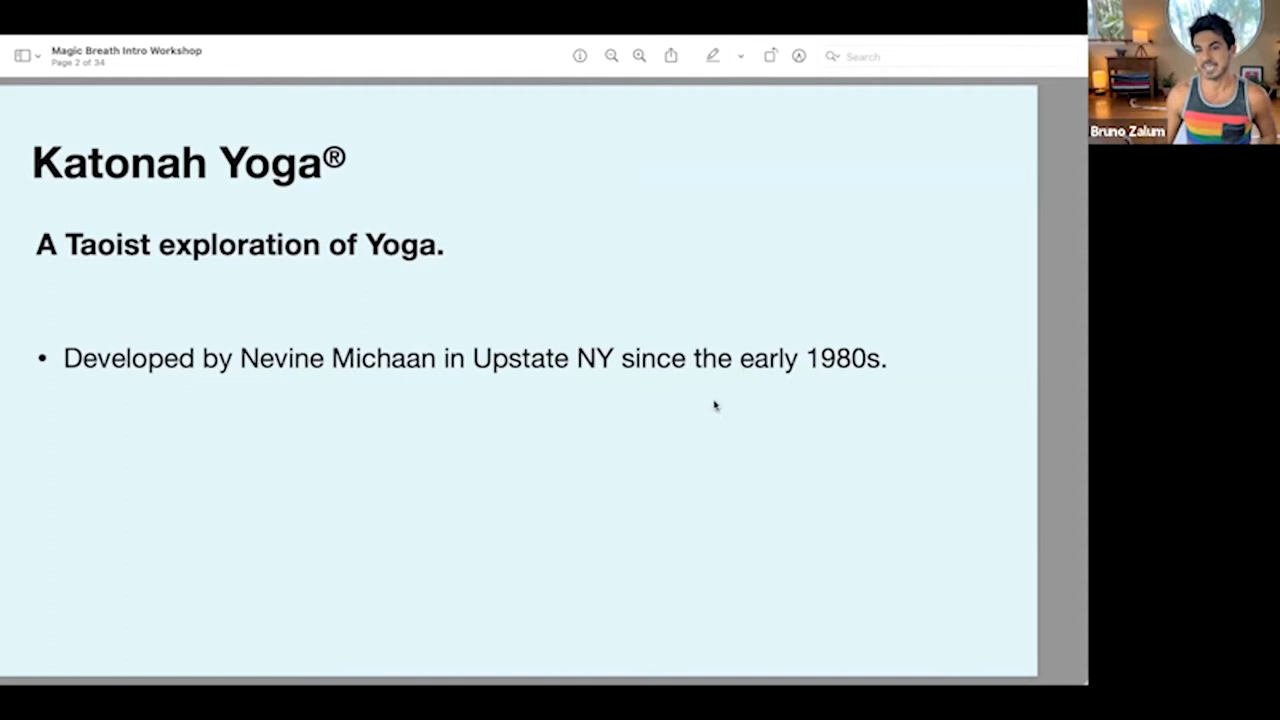 Magic Breath Intro Workshop
Page 2 of 34
Search
Bruno Zalum
Katonah Yoga®
A Taoist exploration of Yoga.
• Developed by Nevine Michaan in Upstate NY since the early 1980s.